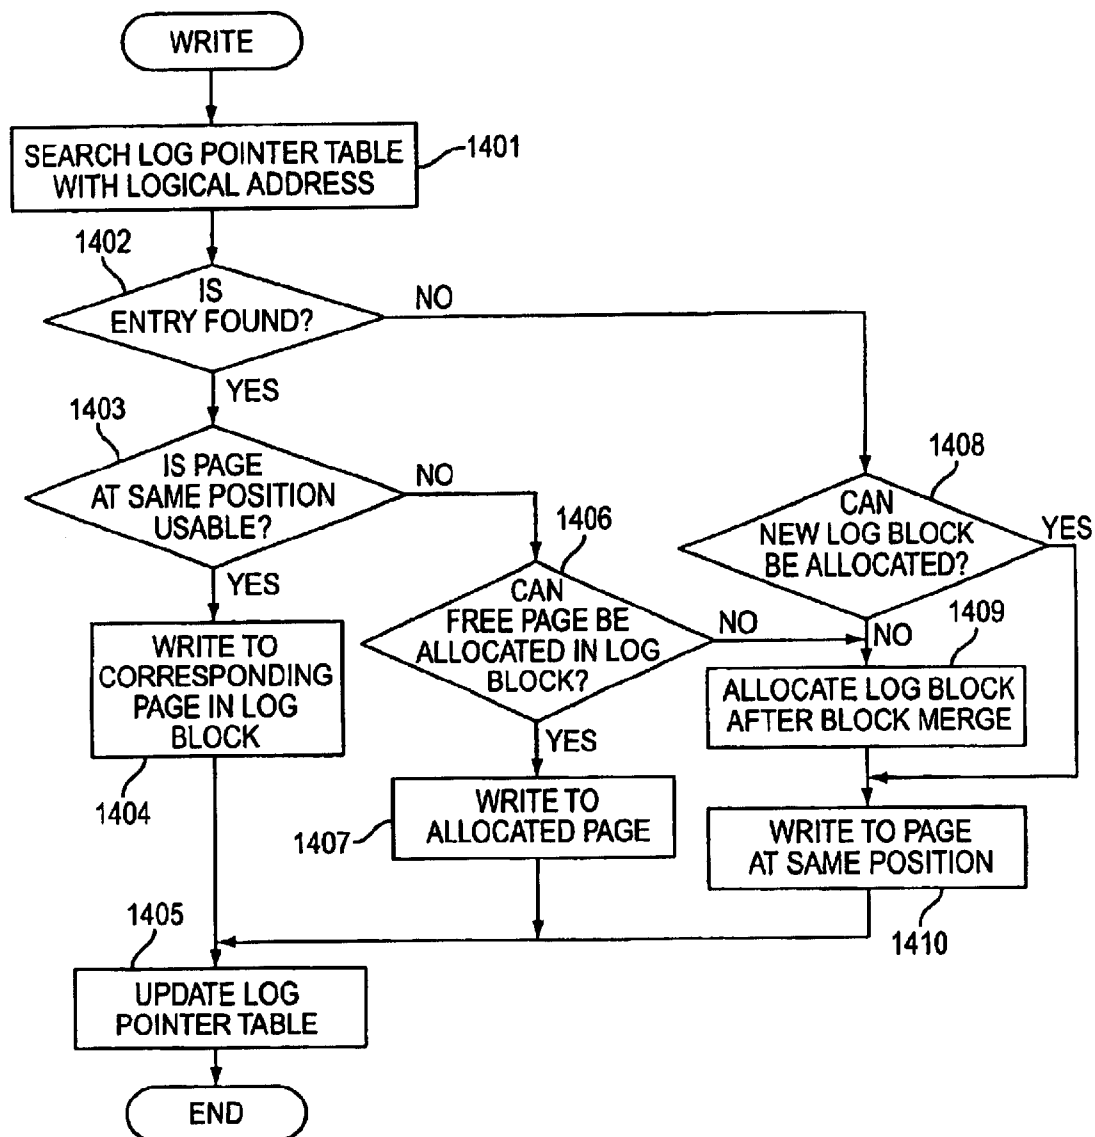 WRITE
SEARCH LOG POINTER TABLE
WITH LOGICAL ADDRESS
1401
1402
IS
ENTRY FOUND?
NO
YES
1403
IS PAGE
AT SAME POSITION
USABLE?
NO
YES
1408
CAN
NEW LOG BLOCK
BE ALLOCATED?
YES
NO
1406
CAN
FREE PAGE BE
ALLOCATED IN LOG
BLOCK?
NO
YES
WRITE TO
CORRESPONDING
PAGE IN LOG
BLOCK
1404
1409
ALLOCATE LOG BLOCK
AFTER BLOCK MERGE
WRITE TO
ALLOCATED PAGE
1407
WRITE TO PAGE
AT SAME POSITION
1410
1405
UPDATE LOG
POINTER TABLE
END